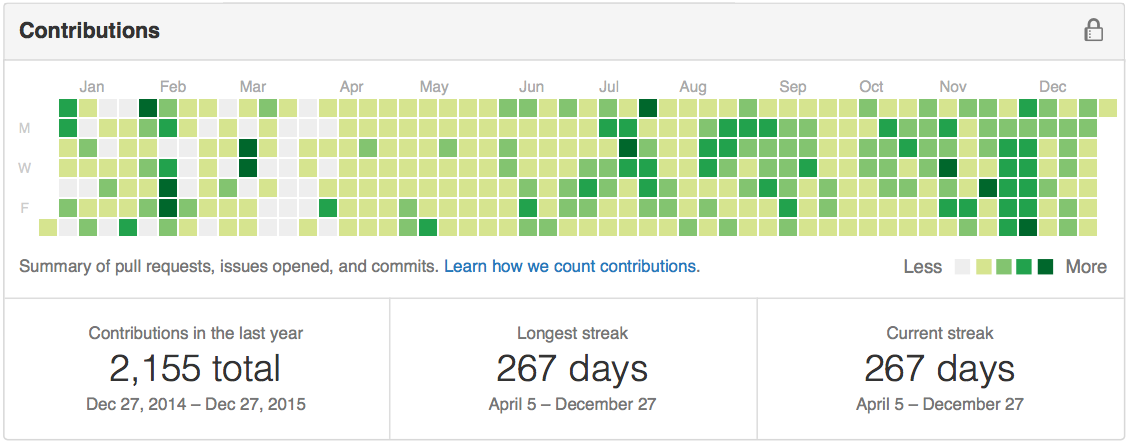 Contributions
Jan Feb Mar Apr May Jun Jul Aug Sep Oct Nov Dec
M
W
F
Summary of pull requests, issues opened, and commits. Learn how we count contributions.
Less More
Contributions in the last year
2,155 total
Dec 27, 2014 – Dec 27, 2015
Longest streak
267 days
April 5 – December 27
Current streak
267 days
April 5 – December 27